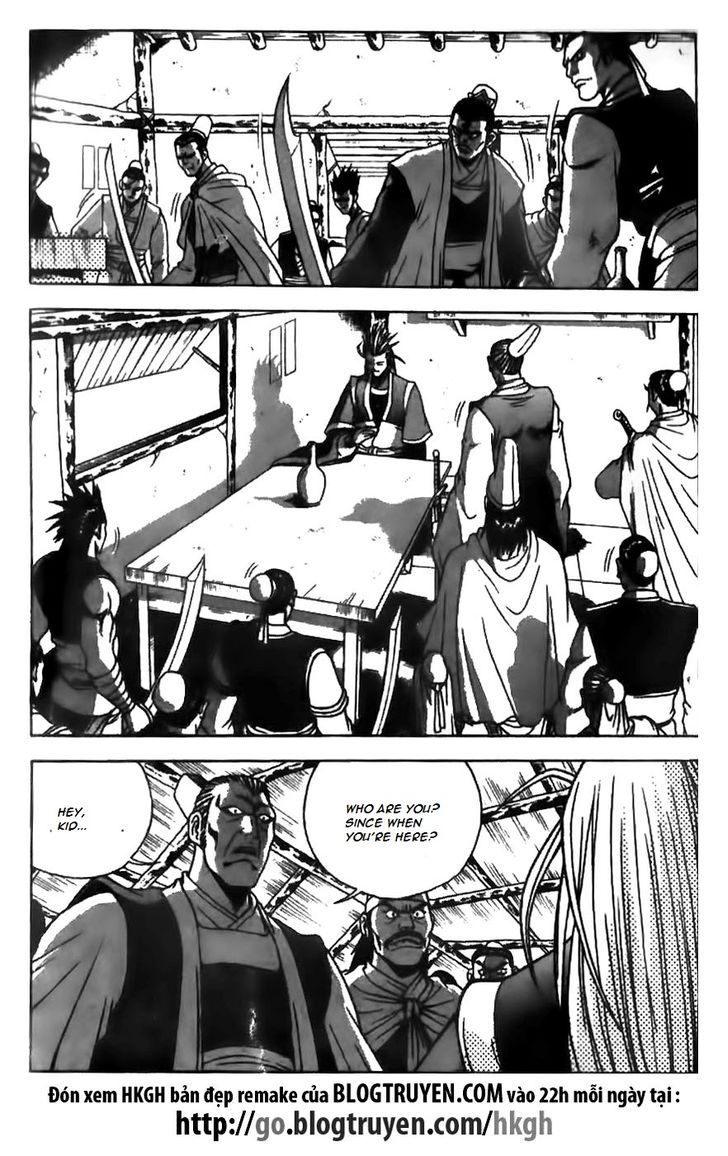 HEY,
KID...
WHO ARE YOU?
SINCE WHEN
YOU'RE HERE?
Đón xem HKGH bản đẹp remake của BLOGTRUYEN.COM vào 22h mỗi ngày tại :
http://go.blogtruyen.com/hkgh